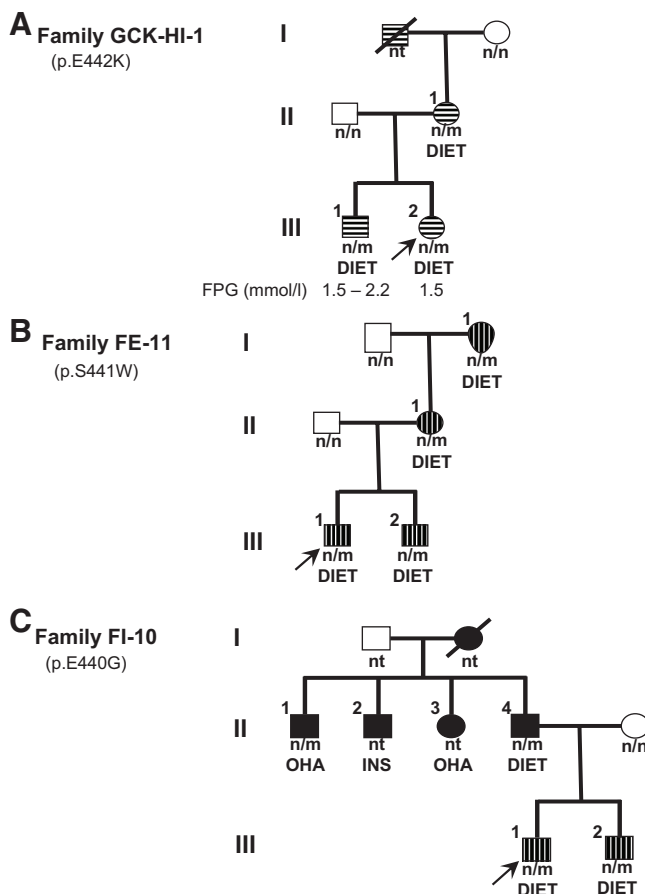 A Family GCK-HI-1
(p.E442K)
I
nt n/n
II
1
n/n n/m
DIET
III
1 2
n/m n/m
DIET DIET
FPG (mmol/l) 1.5 – 2.2 1.5
B Family FE-11
(p.S441W)
I
1
n/n n/m
DIET
II
1
n/n n/m
DIET
III
1 2
n/m n/m
DIET DIET
C Family FI-10
(p.E440G)
I
nt nt
II
1 2 3 4
n/m nt nt n/m n/n
OHA INS OHA DIET
III
1 2
n/m n/m
DIET DIET